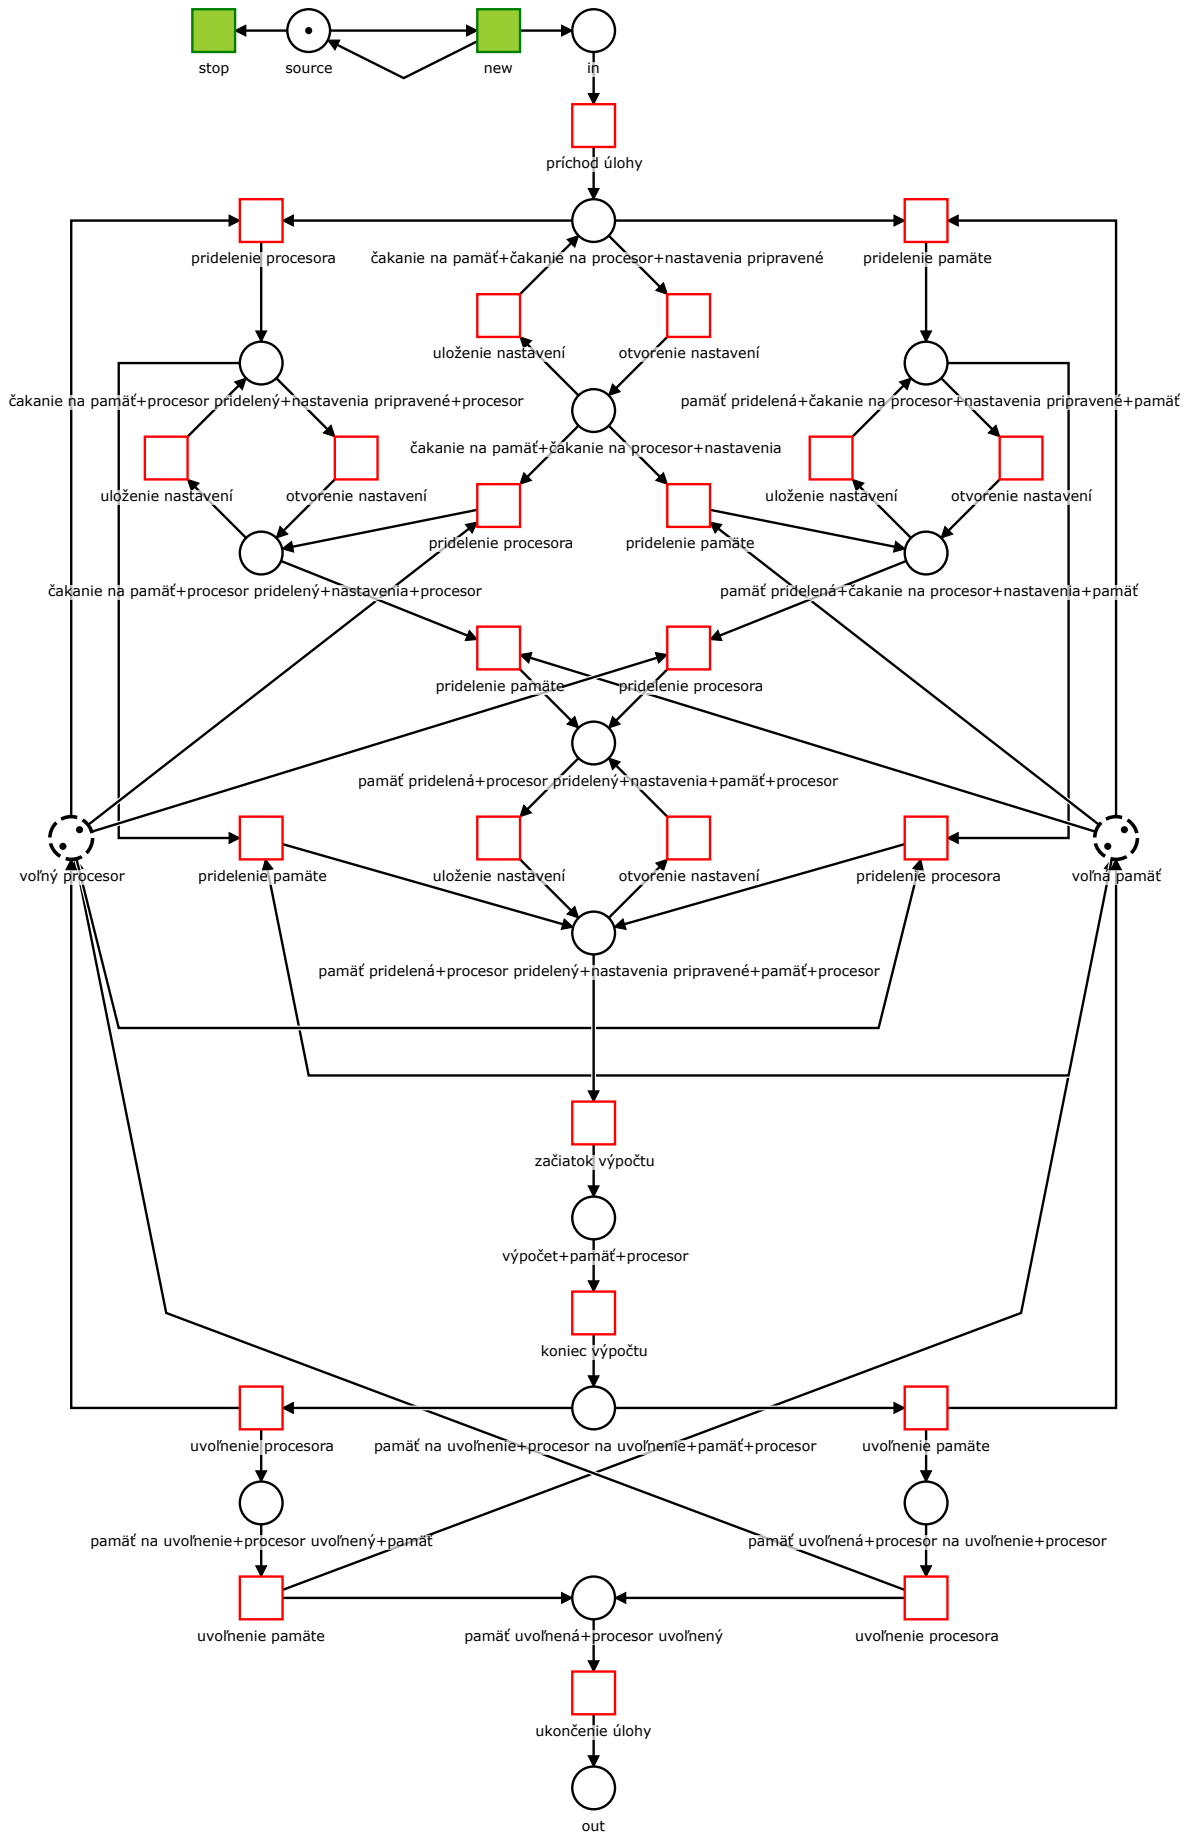 stop
source
new
in
príchod úlohy
pridelenie procesora
čakanie na pamäť+čakanie na procesor+nastavenia pripravené
pridelenie pamäte
uloženie nastavení
otvorenie nastavení
čakanie na pamäť+procesor pridelený+nastavenia pripravené+procesor
pamäť pridelená+čakanie na procesor+nastavenia pripravené+pamäť
čakanie na pamäť+čakanie na procesor+nastavenia
uloženie nastavení
otvorenie nastavení
uloženie nastavení
otvorenie nastavení
pridelenie procesora
pridelenie pamäte
čakanie na pamäť+procesor pridelený+nastavenia+procesor
pamäť pridelená+čakanie na procesor+nastavenia+pamäť
pridelenie pamäte
pridelenie procesora
pamäť pridelená+procesor pridelený+nastavenia+pamäť+procesor
voľný procesor
pridelenie pamäte
uloženie nastavení
otvorenie nastavení
pridelenie procesora
voľná pamäť
pamäť pridelená+procesor pridelený+nastavenia pripravené+pamäť+procesor
začiatok výpočtu
výpočet+pamäť+procesor
koniec výpočtu
uvoľnenie procesora
pamäť na uvoľnenie+procesor na uvoľnenie+pamäť+procesor
uvoľnenie pamäte
pamäť na uvoľnenie+procesor uvoľnený+pamäť
pamäť uvoľnená+procesor na uvoľnenie+procesor
uvoľnenie pamäte
pamäť uvoľnená+procesor uvoľnený
uvoľnenie procesora
ukončenie úlohy
out